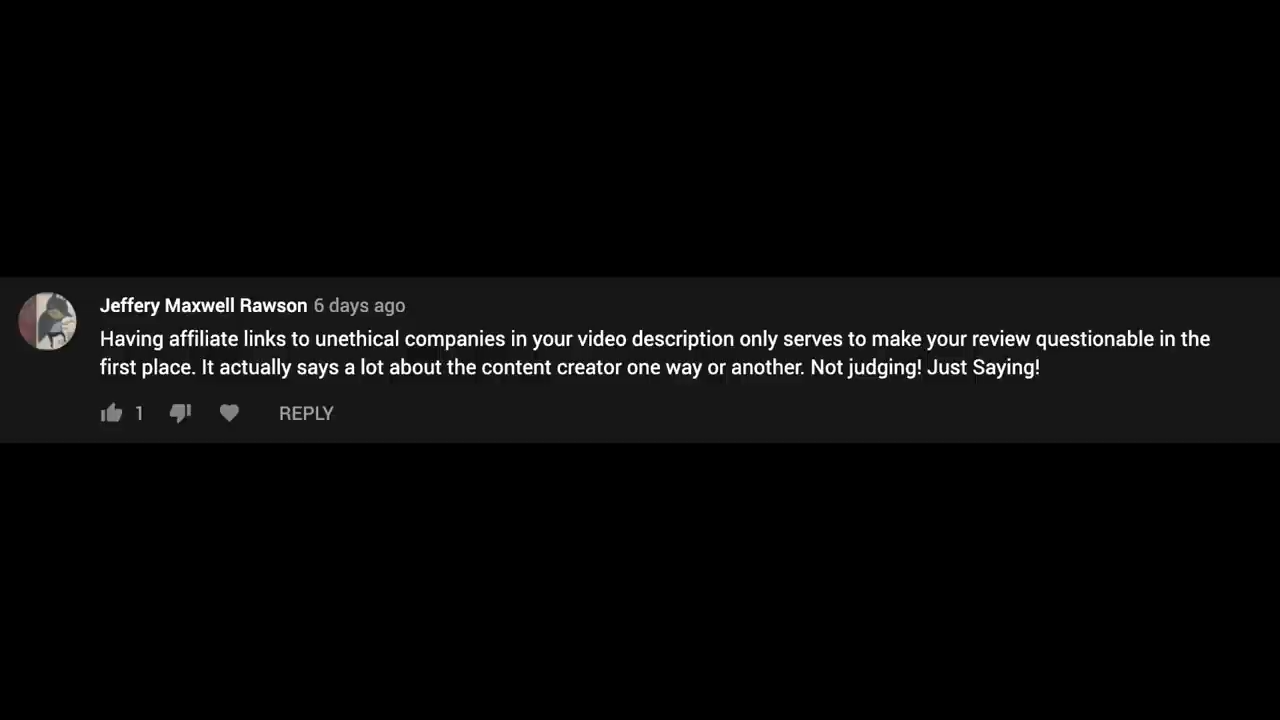 Jeffery Maxwell Rawson 6 days ago
Having affiliate links to unethical companies in your video description only serves to make your review questionable in the
first place. It actually says a lot about the content creator one way or another. Not judging! Just Saying!
1 REPLY